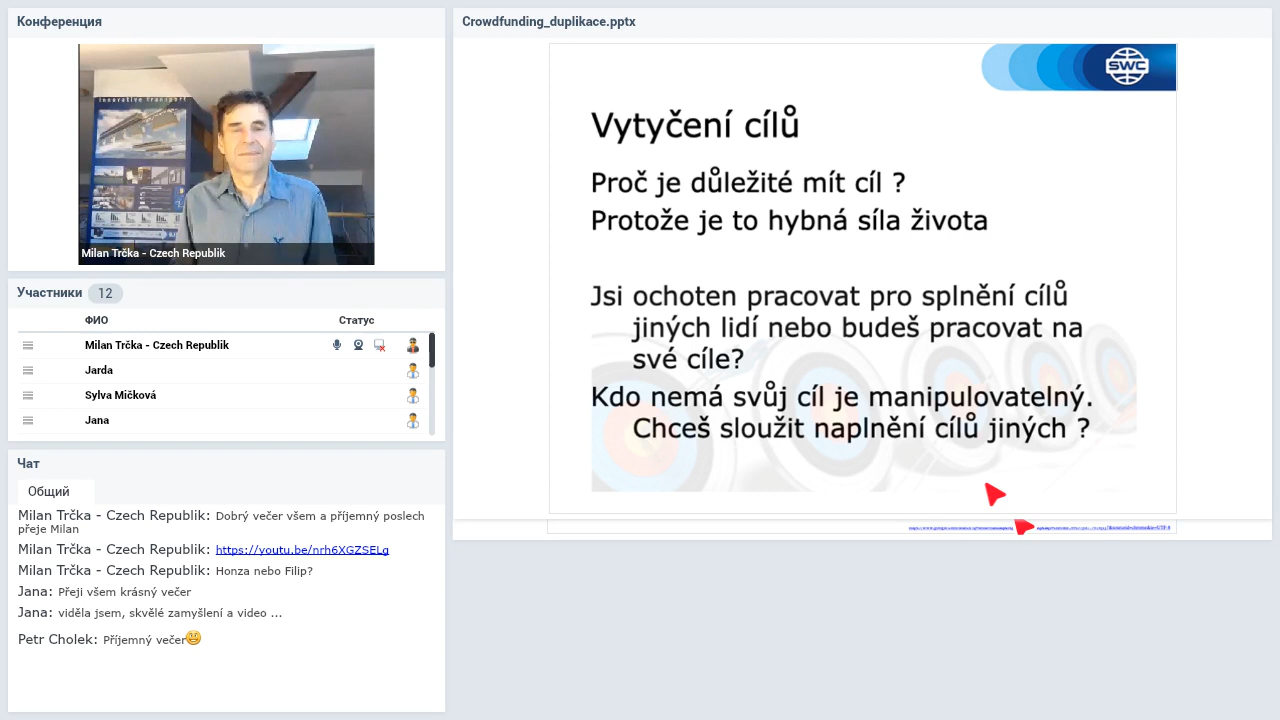 Конференция
innovative Transport
Milan Trčka - Czech Republik
Участники 12
ФИО Статус
Milan Trčka - Czech Republik
Jarda
Sylva Mičková
Jana
Чат
Общий
Milan Trčka - Czech Republik: Dobrý večer všem a příjemný poslech
přeje Milan
Milan Trčka - Czech Republik: https://youtu.be/nrh6XGZSELg
Milan Trčka - Czech Republik: Honza nebo Filip?
Jana: Přeji všem krásný večer
Jana: viděla jsem, skvělé zamyšlení a video ...
Petr Cholek: Příjemný večer
Crowdfunding_duplikace.pptx
SWC
Vytyčení cílů
Proč je důležité mít cíl ?
Protože je to hybná síla života
Jsi ochoten pracovat pro splnění cílů
jiných lidí nebo budeš pracovat na
své cíle?
Kdo nemá svůj cíl je manipulovatelný.
Chceš sloužit naplnění cílů jiných ?